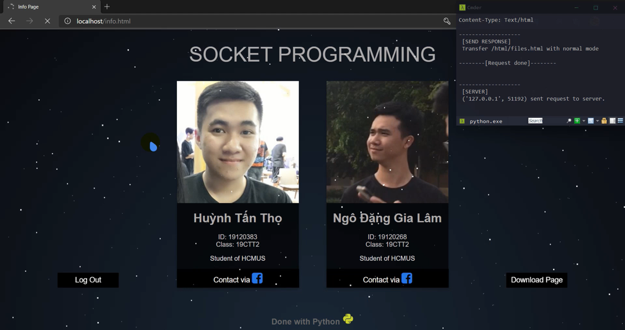 Info Page
localhost/info.html
SOCKET PROGRAMMING
Huỳnh Tấn Thọ
ID: 19120383
Class: 19CTT2
Student of HCMUS
Contact via
Ngô Đặng Gia Lâm
ID: 19120268
Class: 19CTT2
Student of HCMUS
Contact via
Log Out
Download Page
Done with Python
Cmder
Content-Type: Text/html
-------------------
[SEND RESPONSE]
Transfer /html/files.html with normal mode
--------[Request done]--------
-------------------
[SERVER]
('127.0.0.1', 51192) sent request to server.
python.exe
Search